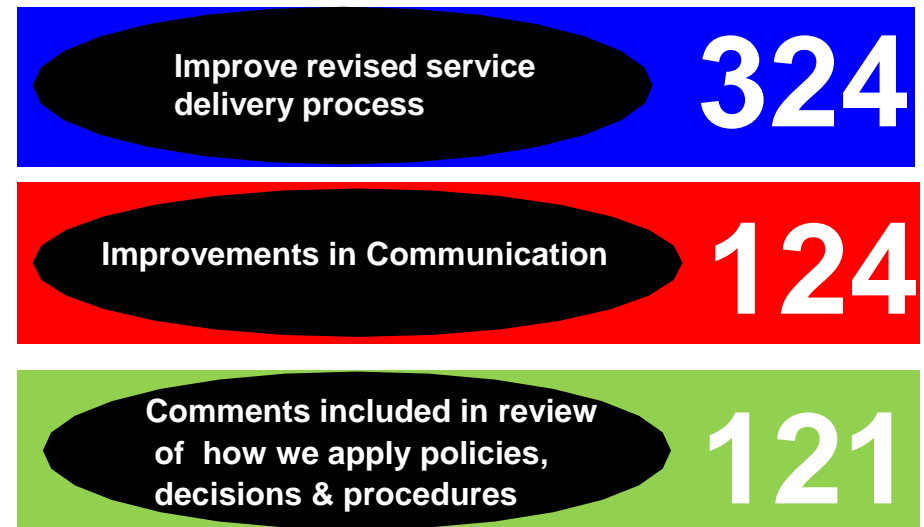 Improve revised service
delivery process
324
Improvements in Communication
124
Comments included in review
of how we apply policies,
decisions & procedures
121